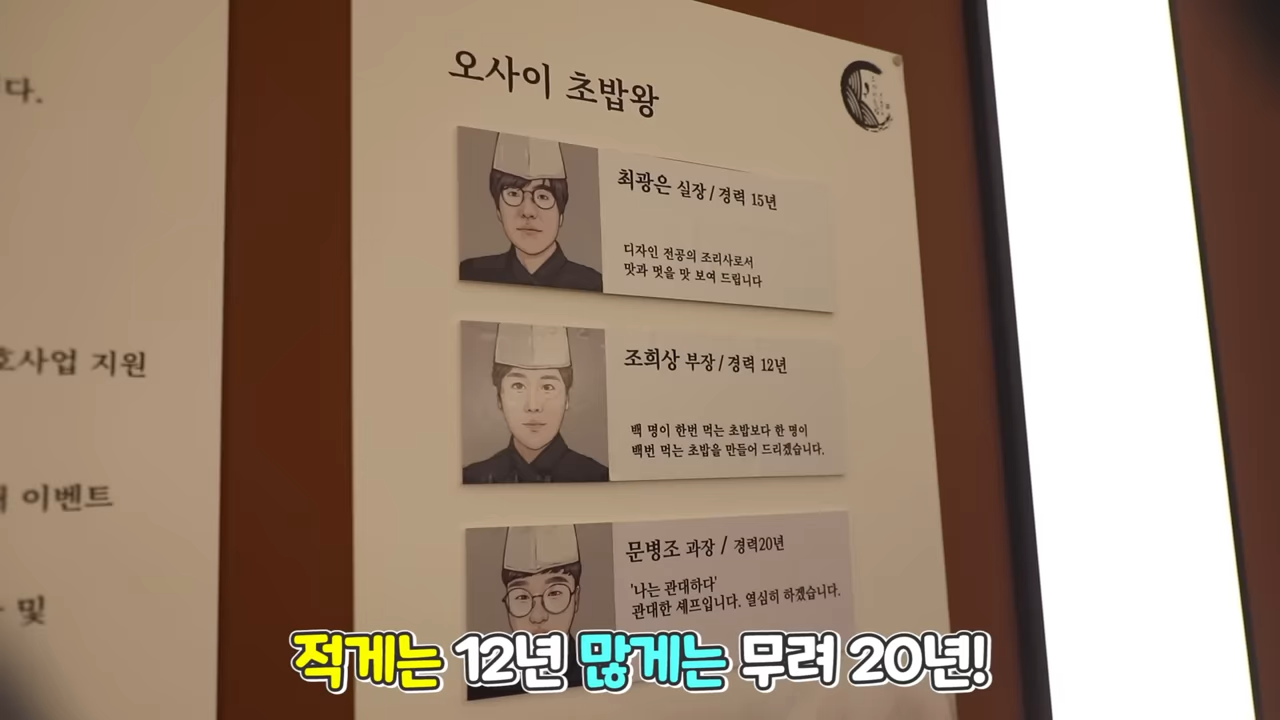 다.
호사업 지원
이벤트
및
오사이 초밥왕
최광은 실장 / 경력 15년
디자인 전공의 조리사로서
맛과 멋을 맛 보여 드립니다
조희상 부장 / 경력 12년
백 명이 한번 먹는 초밥보다 한 명이
백번 먹는 초밥을 만들어 드리겠습니다.
문병조 과장 / 경력20년
'나는 관대하다'
관대한 셰프입니다. 열심히 하겠습니다.
적게는 12년 많게는 무려 20년!